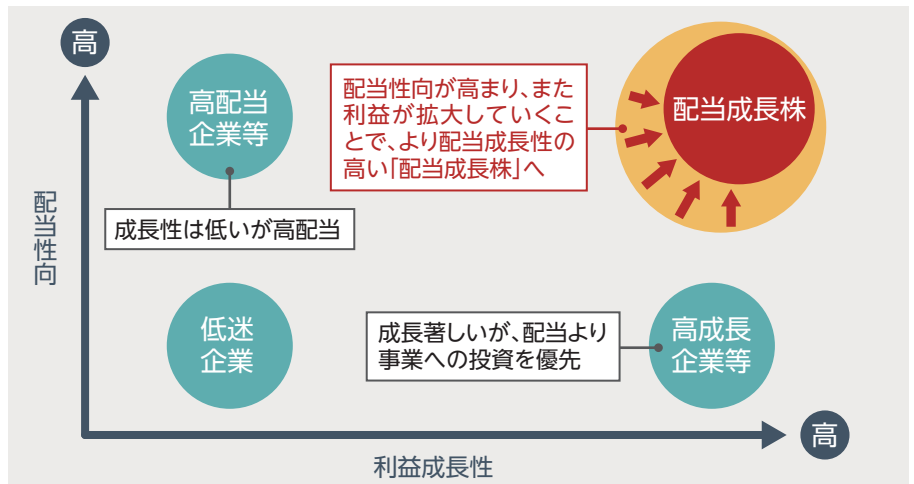 高
高配当
企業等
成長性は低いが高配当
配当性向が高まり、また
利益が拡大していくこ
とで、より配当成長性の
高い「配当成長株」へ
配当成長株
配当性向
低迷
企業
成長著しいが、配当より
事業への投資を優先
高成長
企業等
利益成長性
高